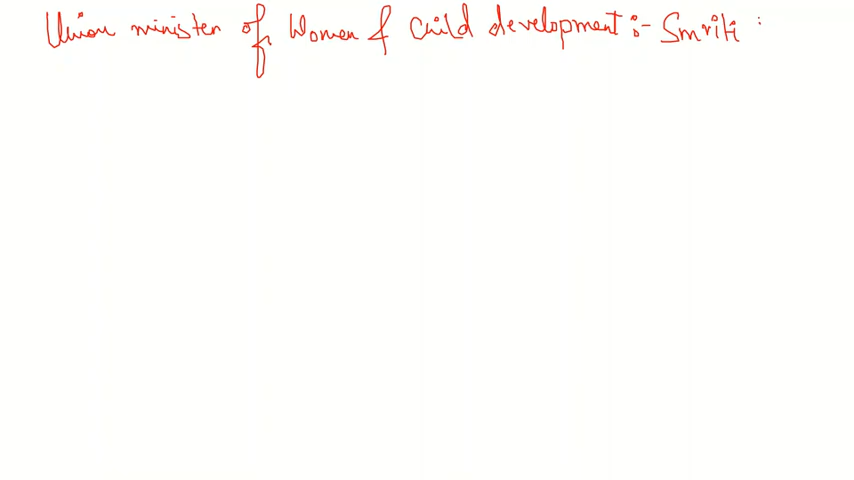 Union minister of Women & Child development :- Smriti